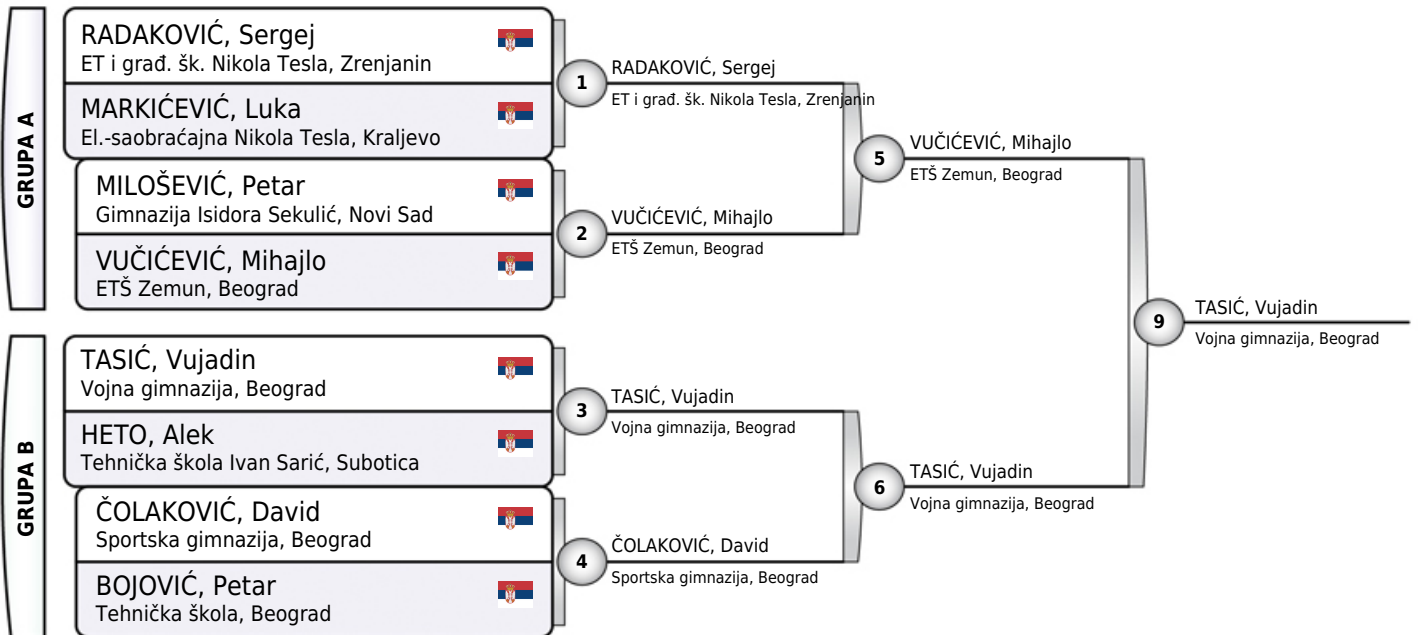 GRUPA A
RADAKOVIĆ, Sergej
ET i građ. šk. Nikola Tesla, Zrenjanin
MARKIĆEVIĆ, Luka
El.-saobraćajna Nikola Tesla, Kraljevo
MILOŠEVIĆ, Petar
Gimnazija Isidora Sekulić, Novi Sad
VUČIĆEVIĆ, Mihajlo
ETŠ Zemun, Beograd
GRUPA B
TASIĆ, Vujadin
Vojna gimnazija, Beograd
HETO, Alek
Tehnička škola Ivan Sarić, Subotica
ČOLAKOVIĆ, David
Sportska gimnazija, Beograd
BOJOVIĆ, Petar
Tehnička škola, Beograd
1
RADAKOVIĆ, Sergej
ET i građ. šk. Nikola Tesla, Zrenjanin
2
VUČIĆEVIĆ, Mihajlo
ETŠ Zemun, Beograd
3
TASIĆ, Vujadin
Vojna gimnazija, Beograd
4
ČOLAKOVIĆ, David
Sportska gimnazija, Beograd
5
VUČIĆEVIĆ, Mihajlo
ETŠ Zemun, Beograd
6
TASIĆ, Vujadin
Vojna gimnazija, Beograd
9
TASIĆ, Vujadin
Vojna gimnazija, Beograd